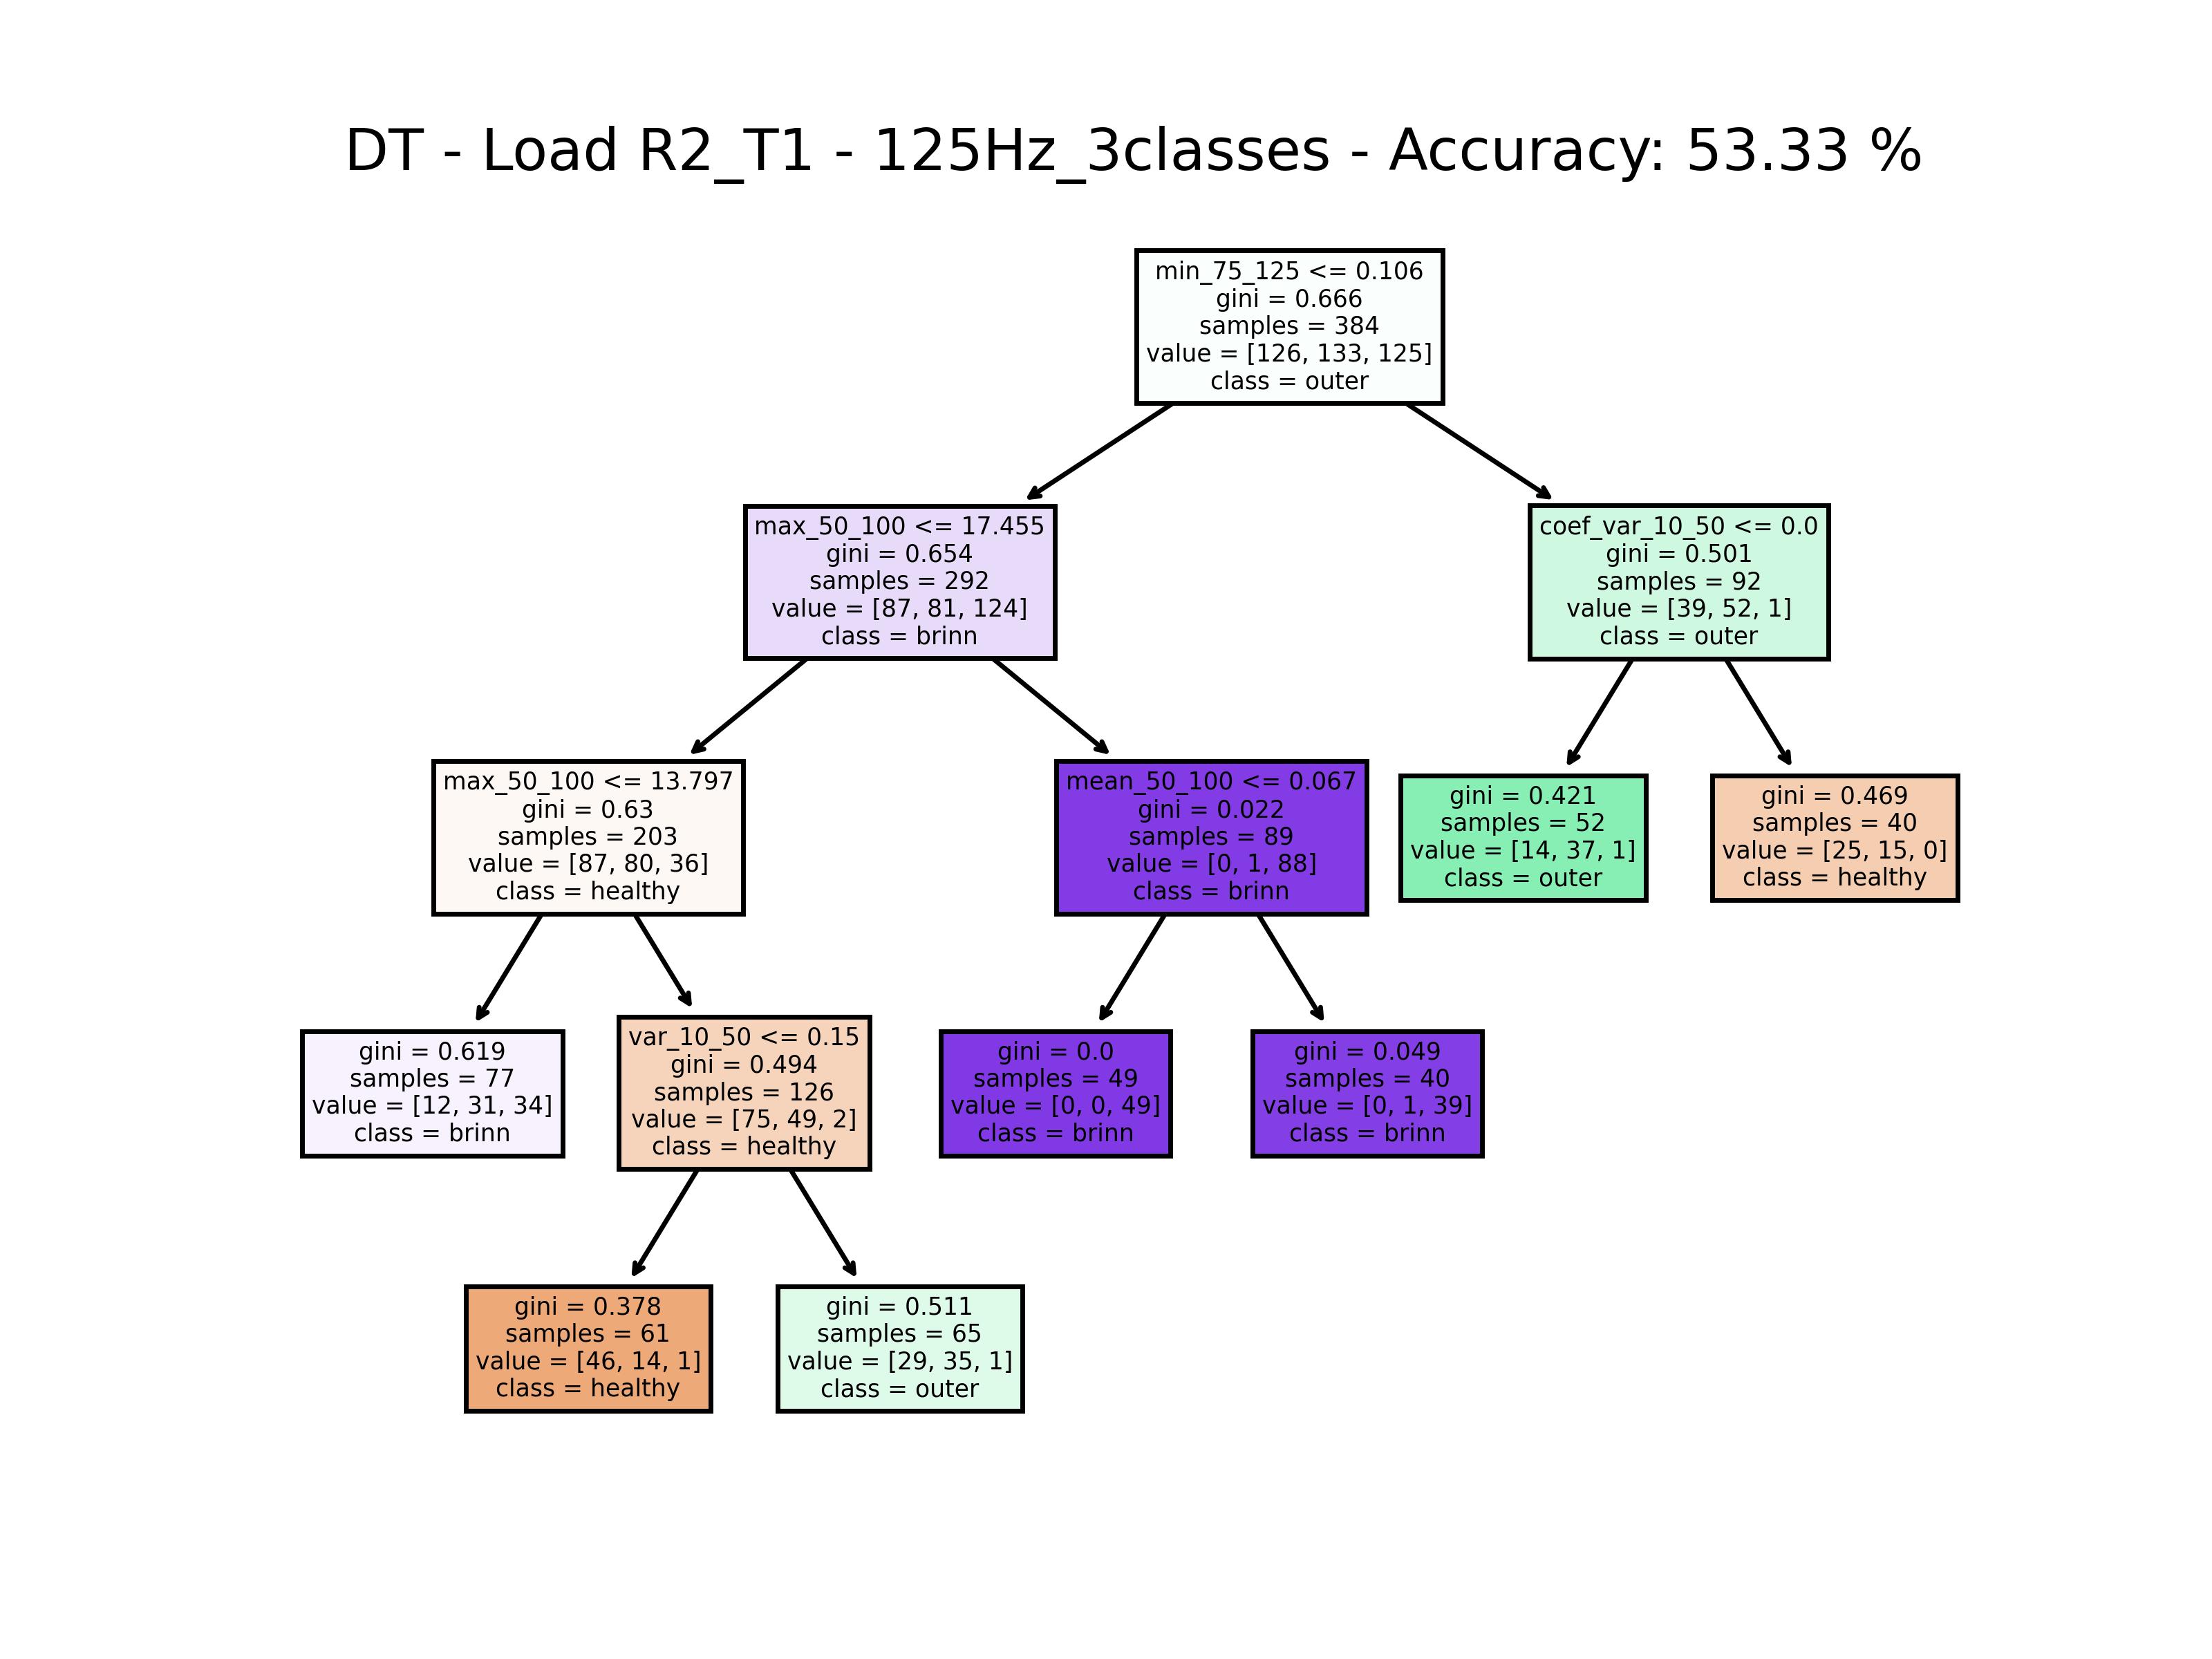 DT - Load R2_T1 - 125Hz_3classes - Accuracy: 53.33 %
min_75_125 <= 0.106
gini = 0.666
samples = 384
value = [126, 133, 125]
class = outer
max_50_100 <= 17.455
gini = 0.654
samples = 292
value = [87, 81, 124]
class = brinn
coef_var_10_50 <= 0.0
gini = 0.501
samples = 92
value = [39, 52, 1]
class = outer
max_50_100 <= 13.797
gini = 0.63
samples = 203
value = [87, 80, 36]
class = healthy
mean_50_100 <= 0.067
gini = 0.022
samples = 89
value = [0, 1, 88]
class = brinn
gini = 0.421
samples = 52
value = [14, 37, 1]
class = outer
gini = 0.469
samples = 40
value = [25, 15, 0]
class = healthy
gini = 0.619
samples = 77
value = [12, 31, 34]
class = brinn
var_10_50 <= 0.15
gini = 0.494
samples = 126
value = [75, 49, 2]
class = healthy
gini = 0.0
samples = 49
value = [0, 0, 49]
class = brinn
gini = 0.049
samples = 40
value = [0, 1, 39]
class = brinn
gini = 0.378
samples = 61
value = [46, 14, 1]
class = healthy
gini = 0.511
samples = 65
value = [29, 35, 1]
class = outer